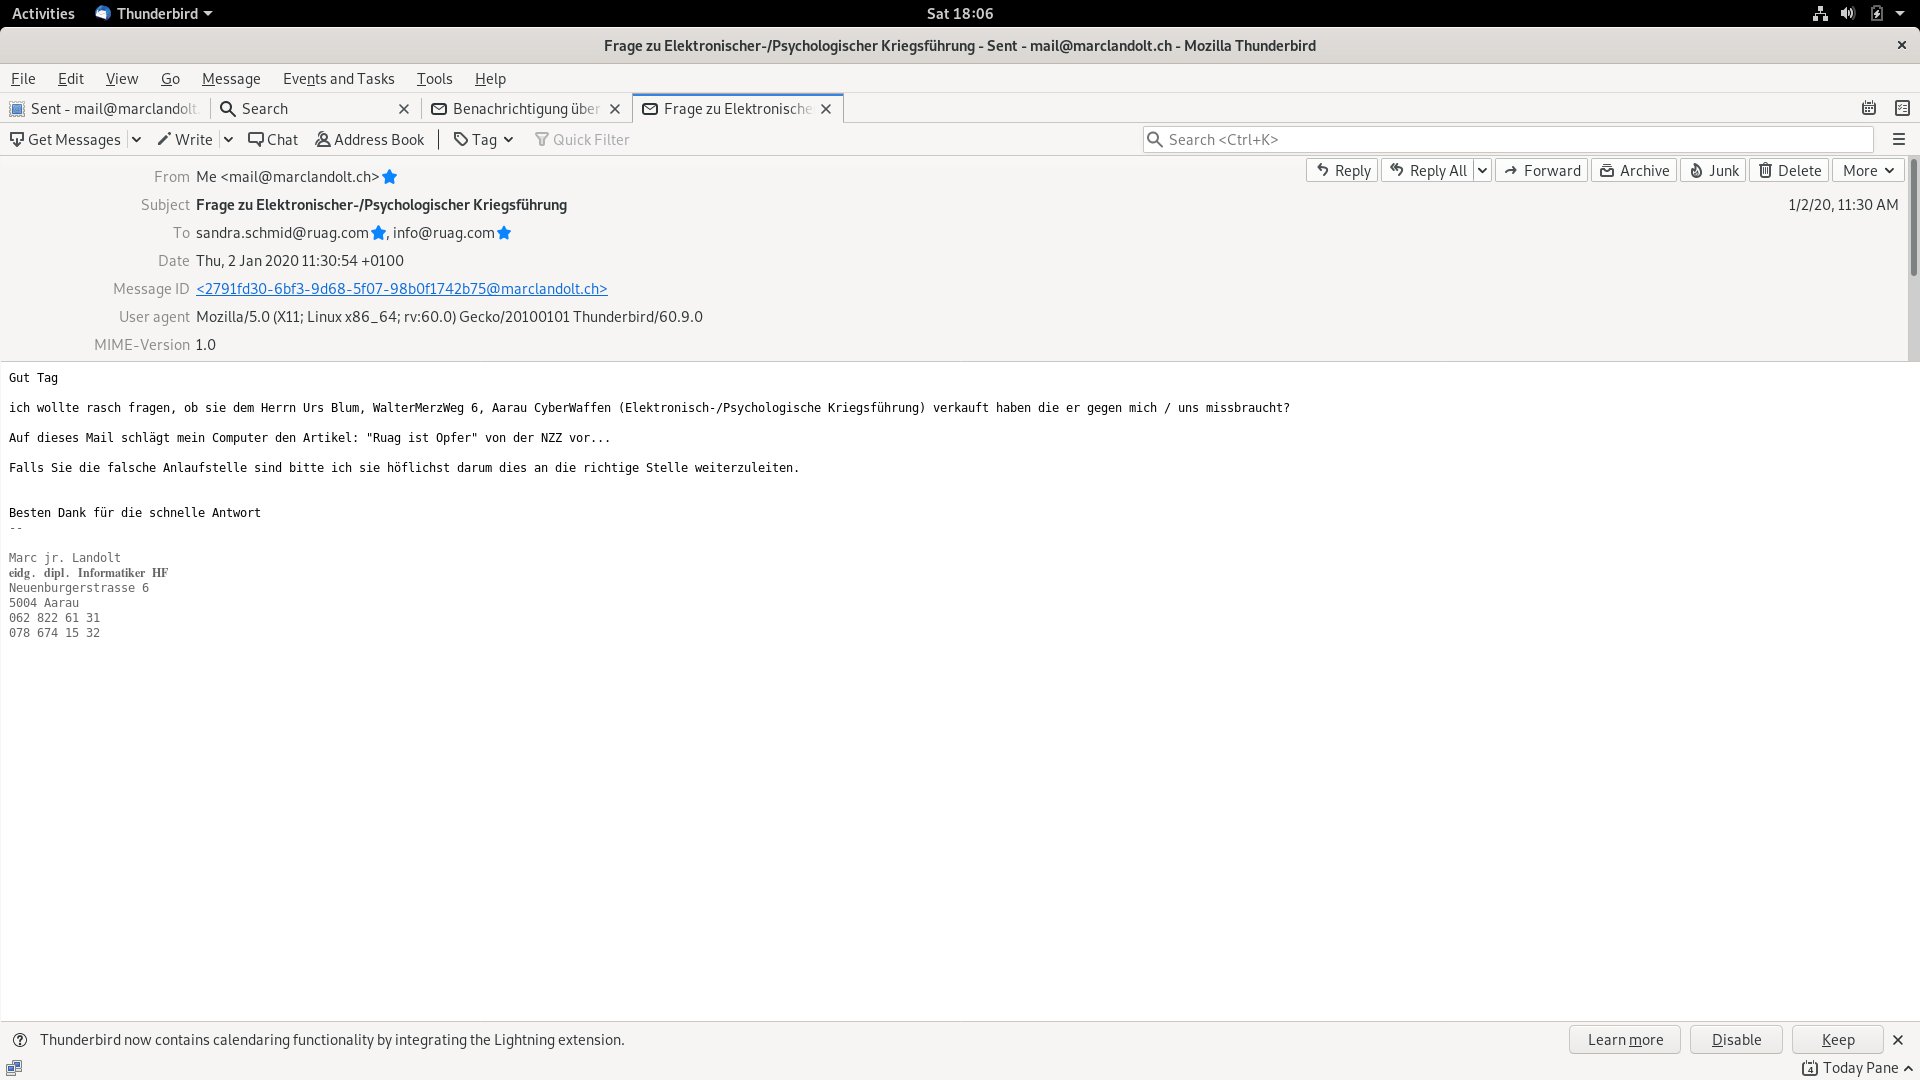 Activities Thunderbird Sat 18:06
Frage zu Elektronischer-/Psychologischer Kriegsführung - Sent - mail@marclandolt.ch - Mozilla Thunderbird
File Edit View Go Message Events and Tasks Tools Help
Sent - mail@marclandolt. Search Benachrichtigung über Frage zu Elektronische
Get Messages Write Chat Address Book Tag Quick Filter Search <Ctrl+K>
From Me <mail@marclandolt.ch> Reply Reply All Forward Archive Junk Delete More
Subject Frage zu Elektronischer-/Psychologischer Kriegsführung 1/2/20, 11:30 AM
To sandra.schmid@ruag.com, info@ruag.com
Date Thu, 2 Jan 2020 11:30:54 +0100
Message ID <2791fd30-6bf3-9d68-5f07-98b0f1742b75@marclandolt.ch>
User agent Mozilla/5.0 (X11; Linux x86_64; rv:60.0) Gecko/20100101 Thunderbird/60.9.0
MIME-Version 1.0
Gut Tag
ich wollte rasch fragen, ob sie dem Herrn Urs Blum, WalterMerzWeg 6, Aarau CyberWaffen (Elektronisch-/Psychologische Kriegsführung) verkauft haben die er gegen mich / uns missbraucht?
Auf dieses Mail schlägt mein Computer den Artikel: "Ruag ist Opfer" von der NZZ vor...
Falls Sie die falsche Anlaufstelle sind bitte ich sie höflichst darum dies an die richtige Stelle weiterzuleiten.
Besten Dank für die schnelle Antwort
--
Marc jr. Landolt
eidg. dipl. Informatiker HF
Neuenburgerstrasse 6
5004 Aarau
062 822 61 31
078 674 15 32
Thunderbird now contains calendaring functionality by integrating the Lightning extension. Learn more Disable Keep
4 Today Pane